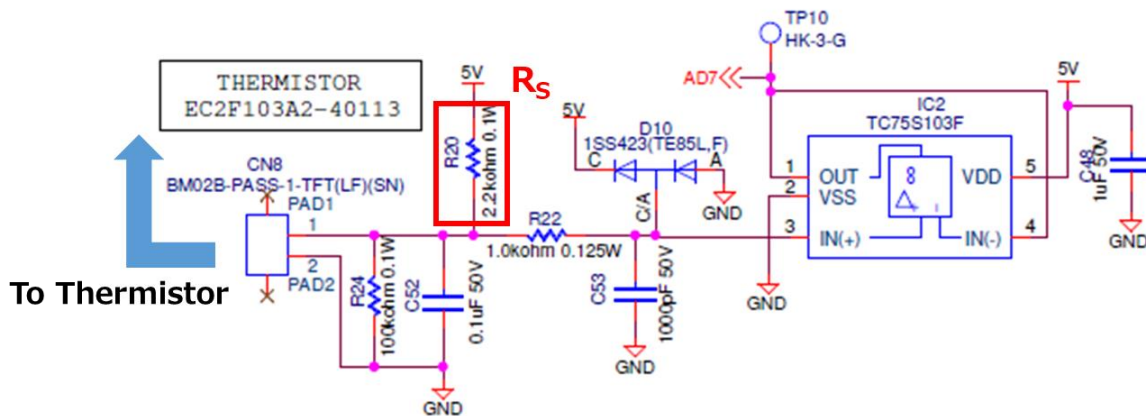 TP10
HK-3-G
THERMISTOR
EC2F103A2-40113
5V
RS
AD7
5V
IC2
TC75S103F
5V
D10
1SS423(TE85L,F)
C
A
C/A
GND
R20
2.2kohm 0.1W
CN8
BM02B-PASS-1-TFT(LF)(SN)
PAD1
1
2
PAD2
To Thermistor
R24
100kohm 0.1W
C52
0.1uF 50V
GND
R22
1.0kohm 0.125W
C53
1000pF 50V
GND
1
OUT
2
VSS
3
IN(+)
VDD
5
IN(-)
4
GND
C48
1uF 50V
GND